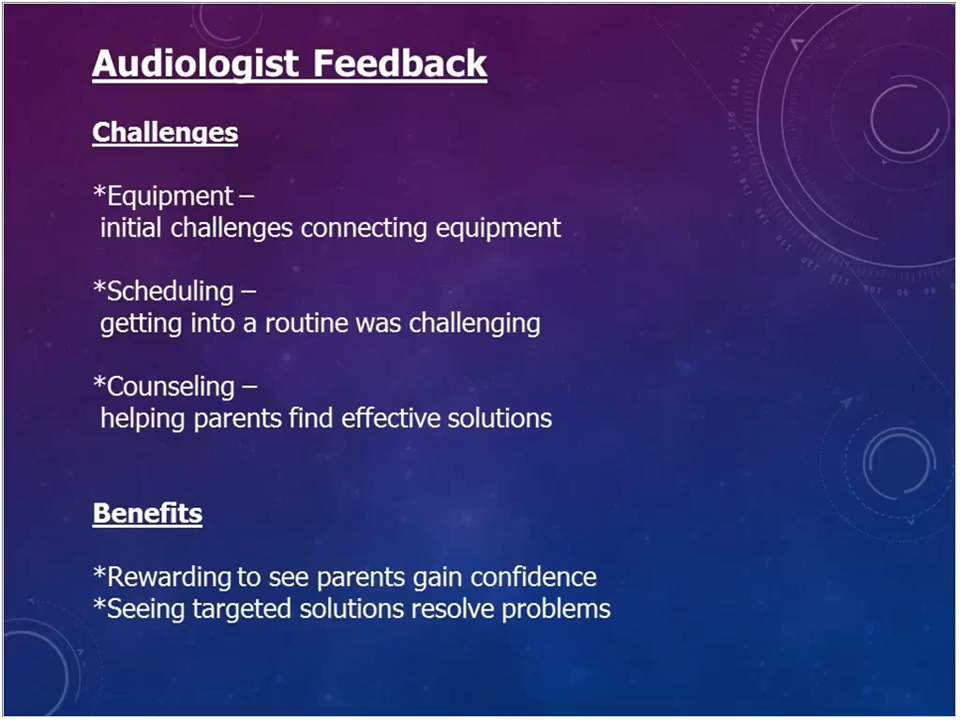 Audiologist Feedback
Challenges
*Equipment –
initial challenges connecting equipment
*Scheduling –
getting into a routine was challenging
*Counseling –
helping parents find effective solutions
Benefits
*Rewarding to see parents gain confidence
*Seeing targeted solutions resolve problems